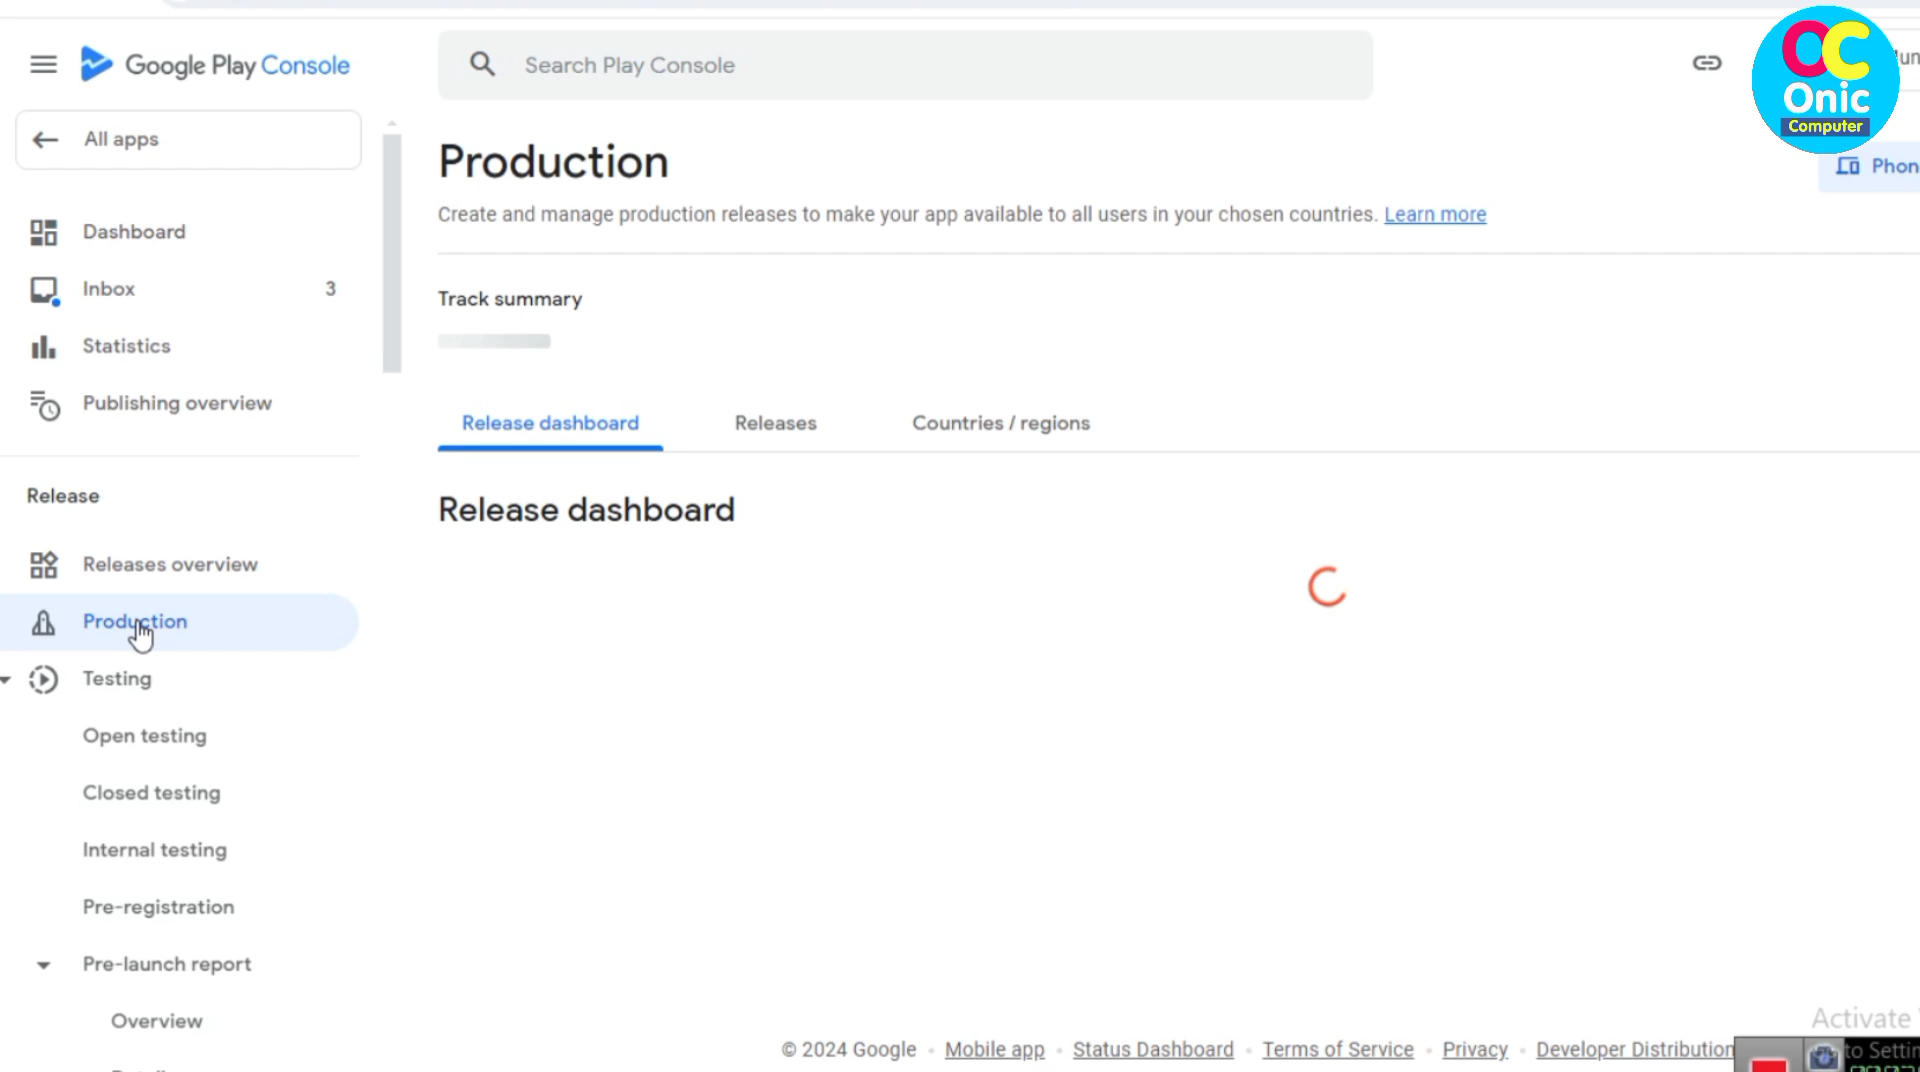 Google Play Console
Search Play Console
OC
Onic
Computer
All apps
Production
Create and manage production releases to make your app available to all users in your chosen countries. Learn more
Dashboard
Inbox 3
Statistics
Publishing overview
Track summary
Release dashboard Releases Countries / regions
Release dashboard
Release
Releases overview
Production
Testing
Open testing
Closed testing
Internal testing
Pre-registration
Pre-launch report
Overview
Activate
© 2024 Google • Mobile app • Status Dashboard • Terms of Service • Privacy • Developer Distribution
to